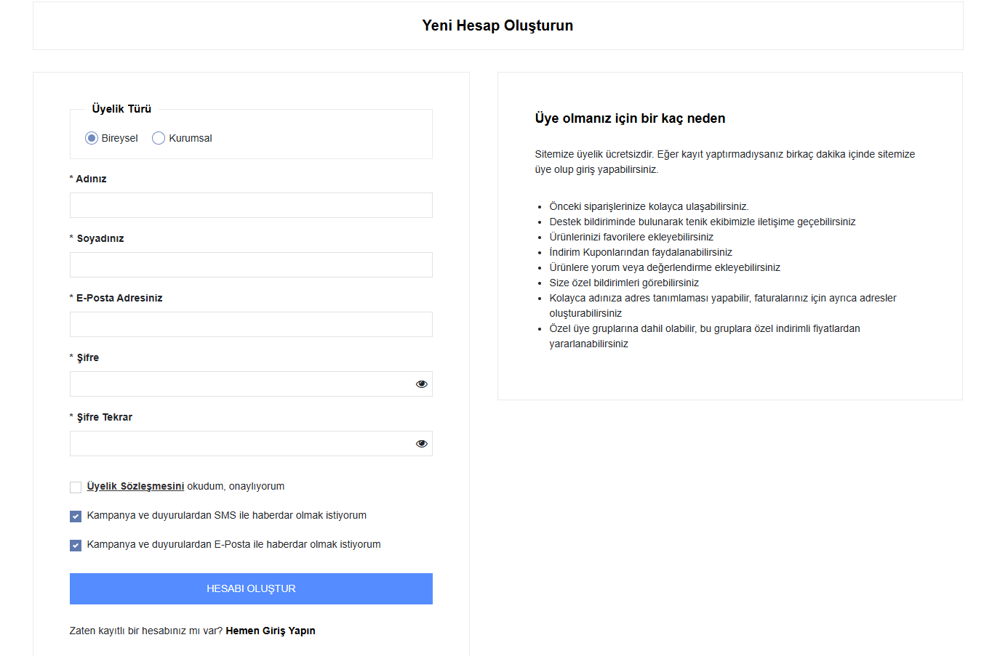 Yeni Hesap Oluşturun
Üyelik Türü
Bireysel Kurumsal
* Adınız
* Soyadınız
* E-Posta Adresiniz
* Şifre
* Şifre Tekrar
Üyelik Sözleşmesini okudum, onaylıyorum
Kampanya ve duyurulardan SMS ile haberdar olmak istiyorum
Kampanya ve duyurulardan E-Posta ile haberdar olmak istiyorum
HESABI OLUŞTUR
Zaten kayıtlı bir hesabınız mı var? Hemen Giriş Yapın
Üye olmanız için bir kaç neden
Sitemize üyelik ücretsizdir. Eğer kayıt yaptırmadıysanız birkaç dakika içinde sitemize
üye olup giriş yapabilirsiniz.
• Önceki siparişlerinize kolayca ulaşabilirsiniz.
• Destek bildiriminde bulunarak tenik ekibimizle iletişime geçebilirsiniz
• Ürünlerinizi favorilere ekleyebilirsiniz
• İndirim Kuponlarından faydalanabilirsiniz
• Ürünlere yorum veya değerlendirme ekleyebilirsiniz
• Size özel bildirimleri görebilirsiniz
• Kolayca adınıza adres tanımlaması yapabilir, faturalarınız için ayrıca adresler
oluşturabilirsiniz
• Özel üye gruplarına dahil olabilir, bu gruplara özel indirimli fiyatlardan
yararlanabilirsiniz